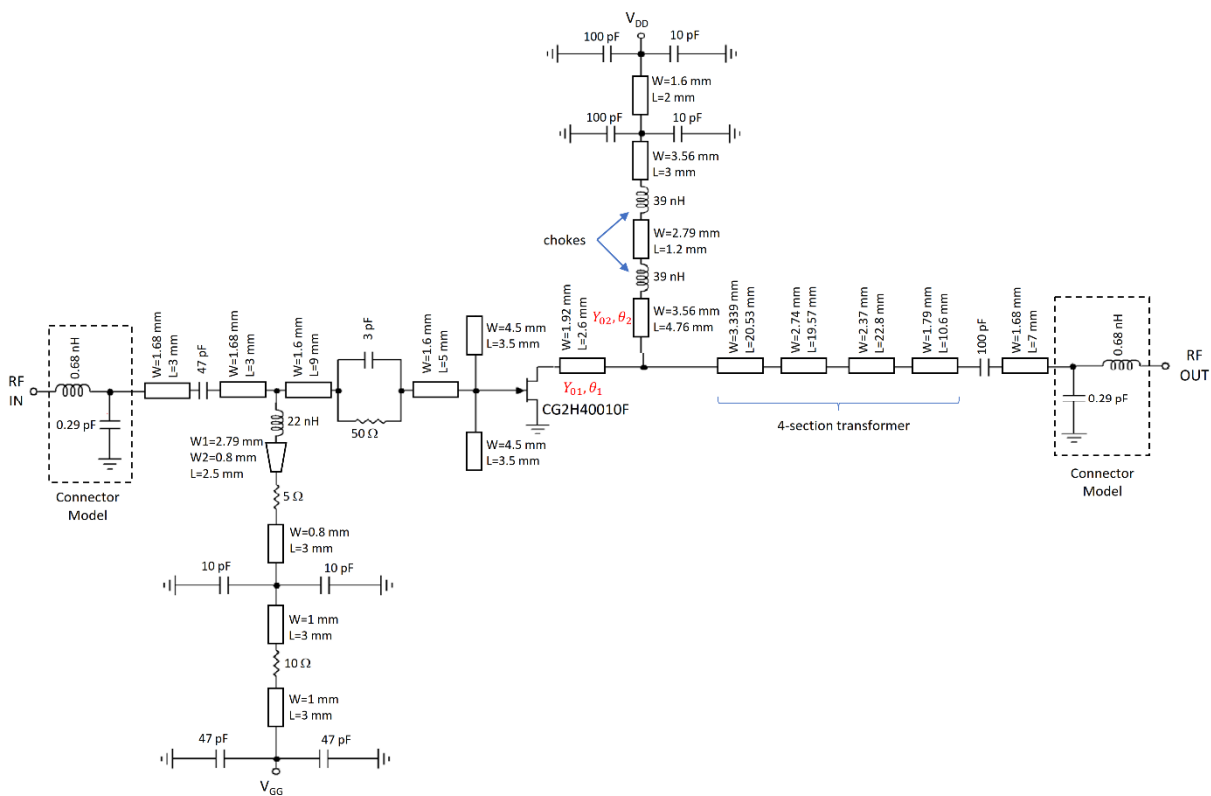 V_DD
100 pF
10 pF
W=1.6 mm
L=2 mm
100 pF
10 pF
W=3.56 mm
L=3 mm
39 nH
chokes
W=2.79 mm
L=1.2 mm
39 nH
W=3.56 mm
L=4.76 mm
Y_02, θ_2
RF
IN
0.68 nH
0.29 pF
Connector
Model
W=1.68 mm
L=3 mm
47 pF
W=1.68 mm
L=3 mm
W=1.6 mm
L=9 mm
3 pF
50 Ω
W=1.6 mm
L=5 mm
W=4.5 mm
L=3.5 mm
W=4.5 mm
L=3.5 mm
W=1.92 mm
L=2.6 mm
Y_01, θ_1
CG2H40010F
W=3.339 mm
L=20.53 mm
W=2.74 mm
L=19.57 mm
W=2.37 mm
L=22.8 mm
W=1.79 mm
L=10.6 mm
4-section transformer
100 pF
W=1.68 mm
L=7 mm
0.68 nH
RF
OUT
0.29 pF
Connector
Model
22 nH
W1=2.79 mm
W2=0.8 mm
L=2.5 mm
5 Ω
W=0.8 mm
L=3 mm
10 pF
10 pF
W=1 mm
L=3 mm
10 Ω
W=1 mm
L=3 mm
47 pF
47 pF
V_GG